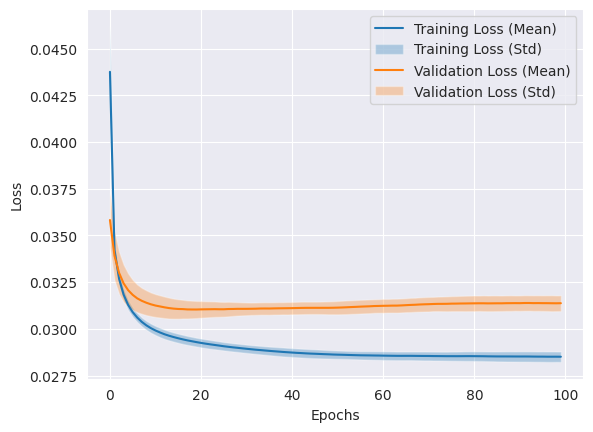 Training Loss (Mean)
Training Loss (Std)
Validation Loss (Mean)
Validation Loss (Std)
0.0450
0.0425
0.0400
0.0375
0.0350
0.0325
0.0300
0.0275
Loss
0 20 40 60 80 100
Epochs